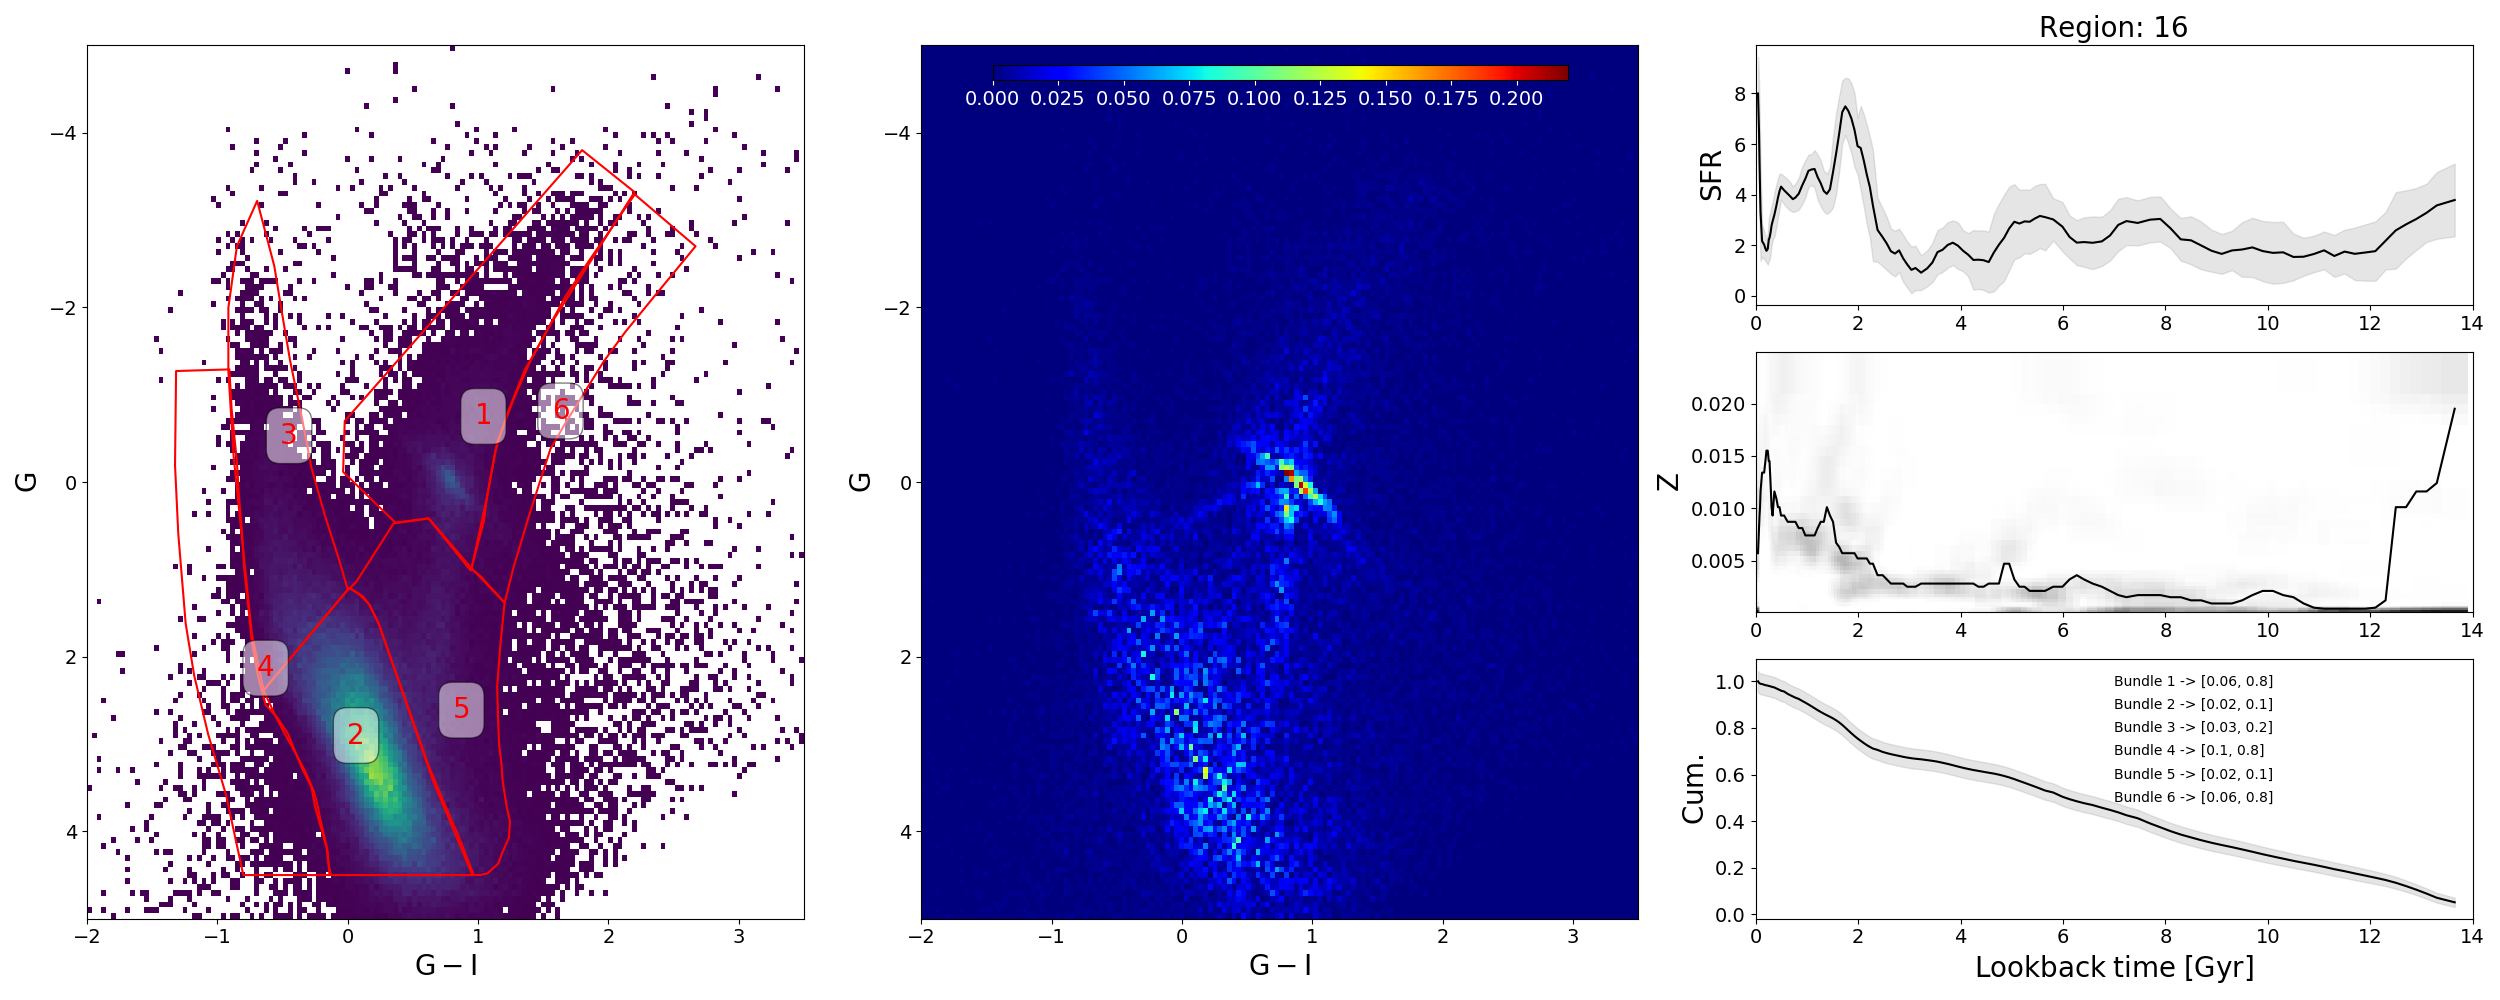 Region: 16
−4
−2
0
2
4
G
−2
−1
0
1
2
3
G − I
1
2
3
4
5
6
0.000 0.025 0.050 0.075 0.100 0.125 0.150 0.175 0.200
−4
−2
0
2
4
G
−2
−1
0
1
2
3
G − I
8
6
4
2
0
SFR
0 2 4 6 8 10 12 14
0.020
0.015
0.010
0.005
Z
0 2 4 6 8 10 12 14
1.0
0.8
0.6
0.4
0.2
0.0
Cum.
Bundle 1 -> [0.06, 0.8]
Bundle 2 -> [0.02, 0.1]
Bundle 3 -> [0.03, 0.2]
Bundle 4 -> [0.1, 0.8]
Bundle 5 -> [0.02, 0.1]
Bundle 6 -> [0.06, 0.8]
0 2 4 6 8 10 12 14
Lookback time [Gyr]